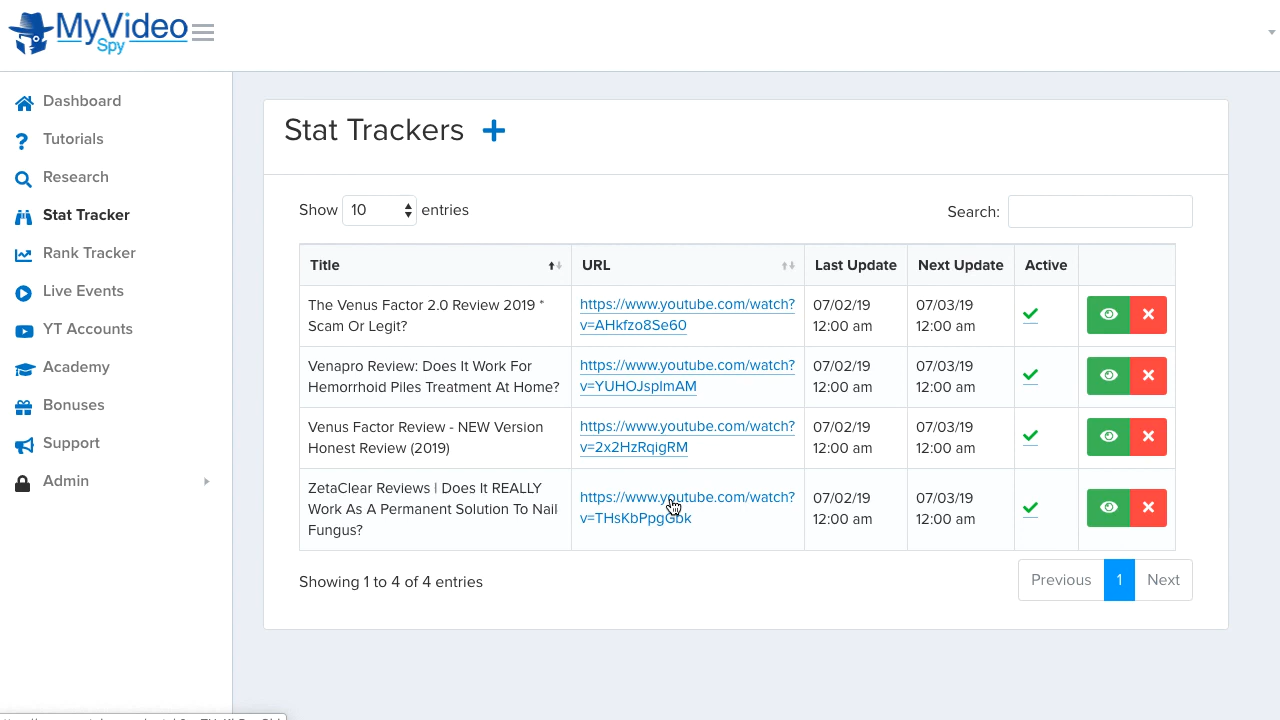 MyVideo
Spy
Dashboard
Tutorials
Research
Stat Tracker
Rank Tracker
Live Events
YT Accounts
Academy
Bonuses
Support
Admin
Stat Trackers
Show 10 entries
Search:
Title URL Last Update Next Update Active
The Venus Factor 2.0 Review 2019 * https://www.youtube.com/watch? 07/02/19 07/03/19
Scam Or Legit? v=AHkfzo8Se60 12:00 am 12:00 am
Venapro Review: Does It Work For https://www.youtube.com/watch? 07/02/19 07/03/19
Hemorrhoid Piles Treatment At Home? v=YUHOJspImAM 12:00 am 12:00 am
Venus Factor Review - NEW Version https://www.youtube.com/watch? 07/02/19 07/03/19
Honest Review (2019) v=2x2HzRqigRM 12:00 am 12:00 am
ZetaClear Reviews | Does It REALLY https://www.youtube.com/watch? 07/02/19 07/03/19
Work As A Permanent Solution To Nail v=THsKbPpgGbk 12:00 am 12:00 am
Fungus?
Showing 1 to 4 of 4 entries
Previous 1 Next